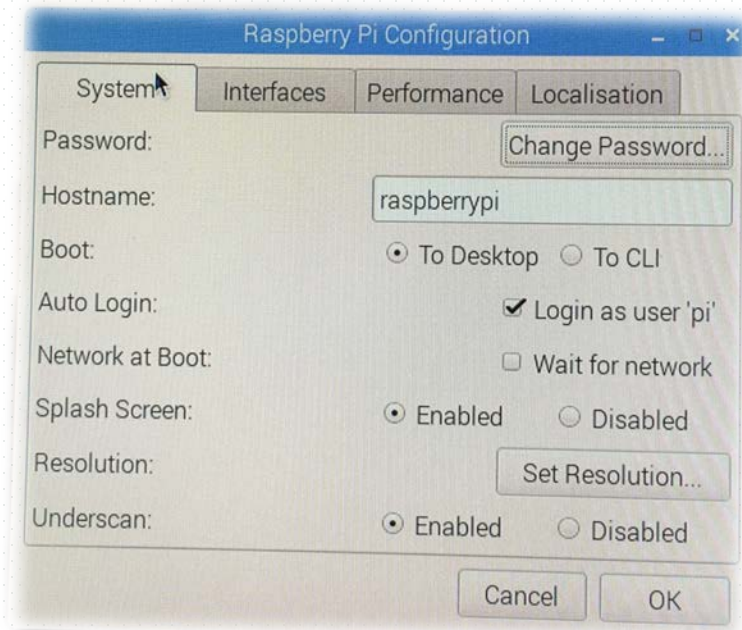 Raspberry Pi Configuration
System Interfaces Performance Localisation
Password: Change Password...
Hostname: raspberrypi
Boot: To Desktop To CLI
Auto Login: Login as user 'pi'
Network at Boot: Wait for network
Splash Screen: Enabled Disabled
Resolution: Set Resolution...
Underscan: Enabled Disabled
Cancel OK